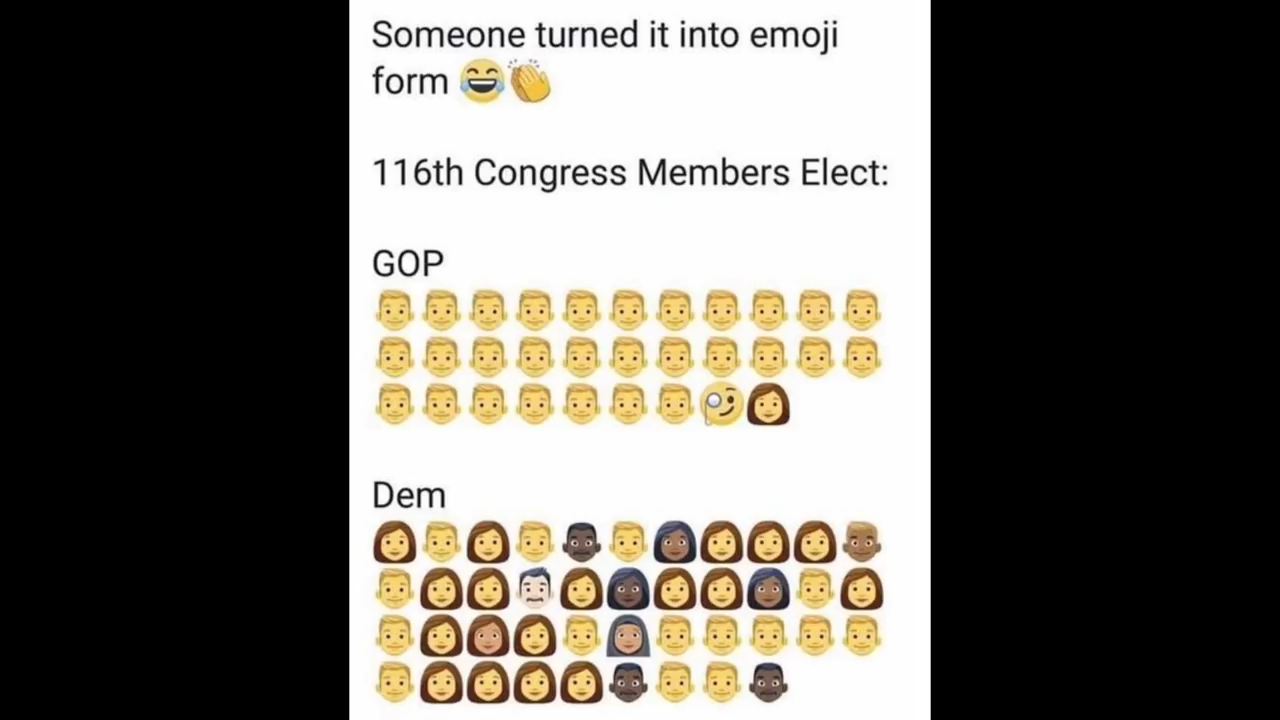 Someone turned it into emoji
form 😂👏
116th Congress Members Elect:
GOP
Dem